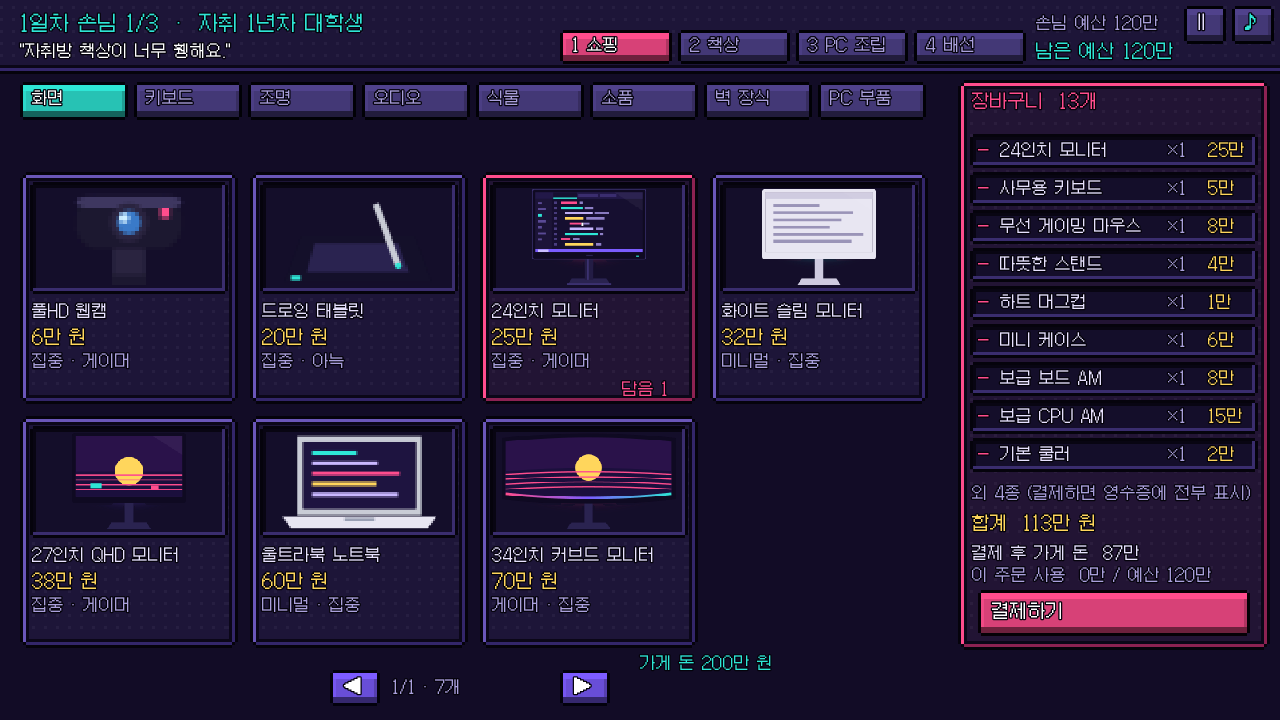 1일차 손님 1/3 · 자취 1년차 대학생
"자취방 책상이 너무 휑해요."
1 쇼핑
2 책상
3 PC 조립
4 배선
손님 예산 120만
남은 예산 120만
화면
키보드
조명
오디오
식물
소품
벽 장식
PC 부품
풀HD 웹캠
6만 원
집중 · 게이머
드로잉 태블릿
20만 원
집중 · 아늑
24인치 모니터
25만 원
집중 · 게이머
담음 1
화이트 슬림 모니터
32만 원
미니멀 · 집중
27인치 QHD 모니터
38만 원
집중 · 게이머
울트라북 노트북
60만 원
미니멀 · 집중
34인치 커브드 모니터
70만 원
게이머 · 집중
1/1 · 7개
가게 돈 200만 원
장바구니 13개
− 24인치 모니터 ×1 25만
− 사무용 키보드 ×1 5만
− 무선 게이밍 마우스 ×1 8만
− 따뜻한 스탠드 ×1 4만
− 하트 머그컵 ×1 1만
− 미니 케이스 ×1 6만
− 보급 보드 AM ×1 8만
− 보급 CPU AM ×1 15만
− 기본 쿨러 ×1 2만
외 4종 (결제하면 영수증에 전부 표시)
합계 113만 원
결제 후 가게 돈 87만
이 주문 사용 0만 / 예산 120만
결제하기